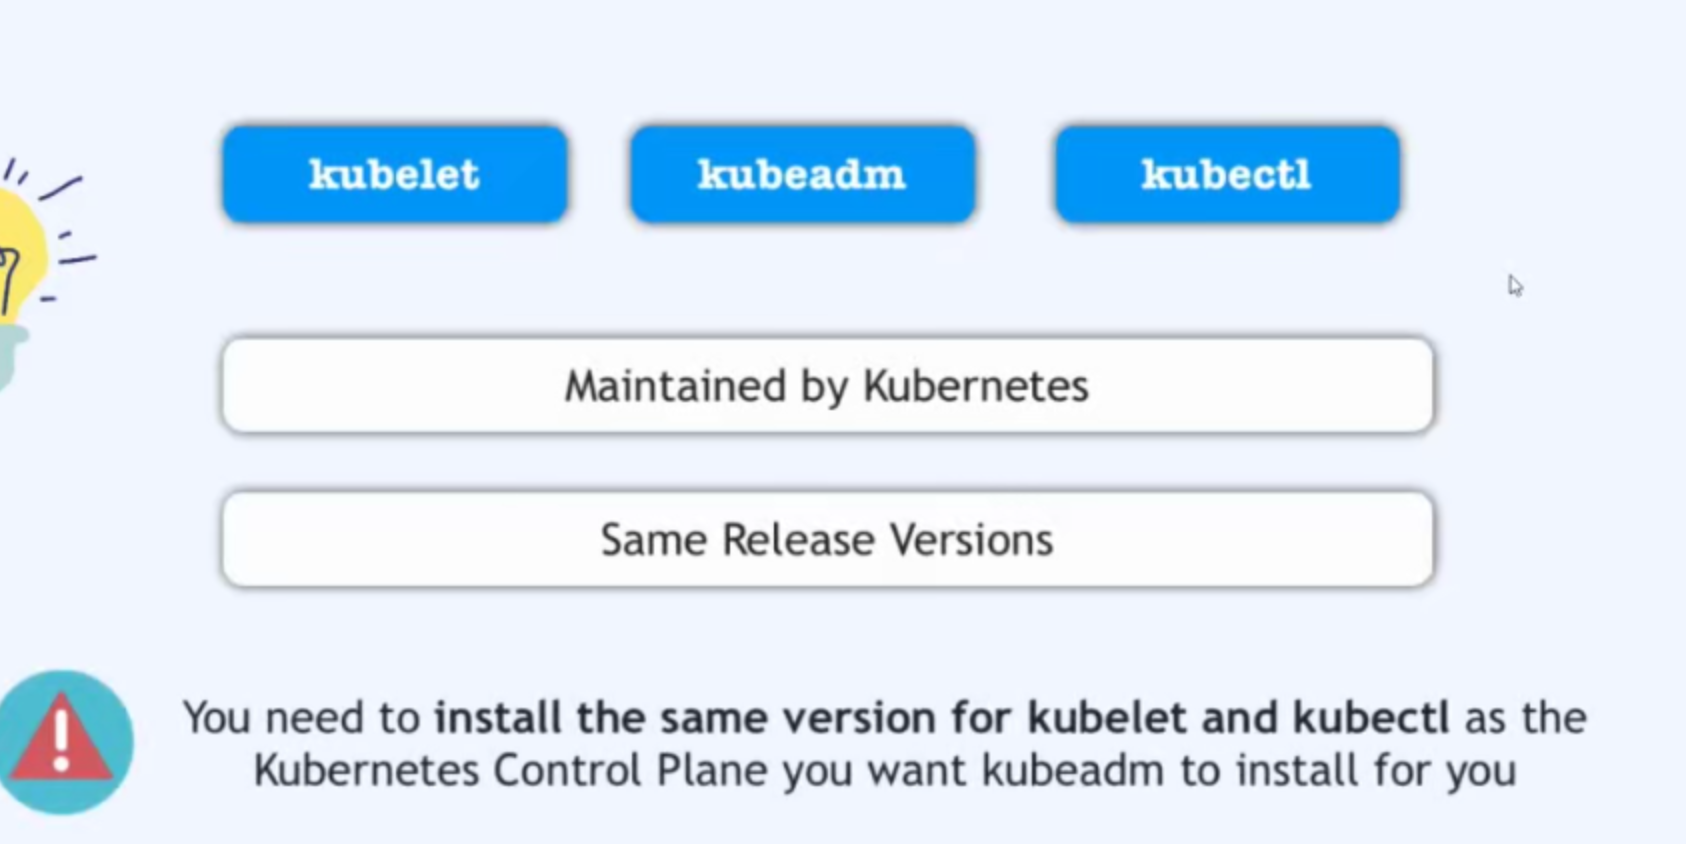 kubelet kubeadm kubectl
Maintained by Kubernetes
Same Release Versions
You need to install the same version for kubelet and kubectl as the
Kubernetes Control Plane you want kubeadm to install for you